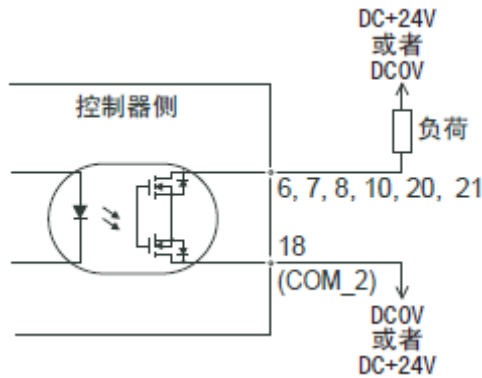 DC+24V
或者
DC0V
控制器侧
负荷
6, 7, 8, 10, 20, 21
18
(COM_2)
DC0V
或者
DC+24V